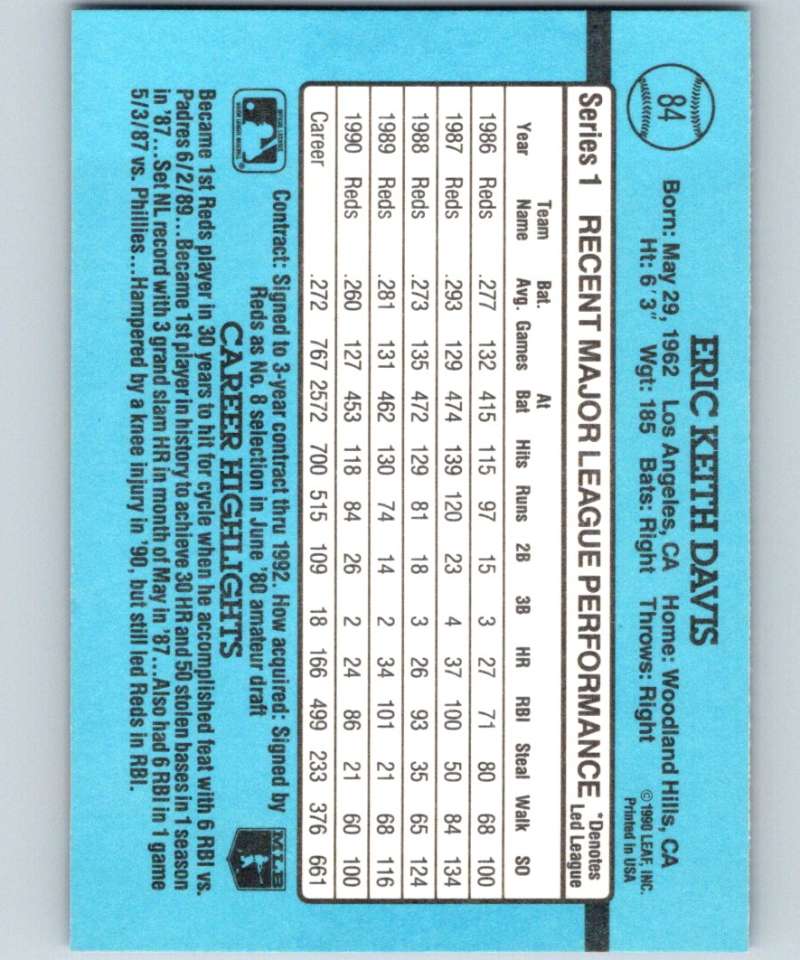 84
ERIC KEITH DAVIS
Born: May 29, 1962 Los Angeles, CA Home: Woodland Hills, CA
Ht: 6'3" Wgt: 185 Bats: Right Throws: Right
©1990 LEAF, INC.
Printed in USA
Series 1 RECENT MAJOR LEAGUE PERFORMANCE
*Denotes
Led League
Year Team Name Bat. Avg. Games At Bat Hits Runs 2B 3B HR RBI Steal Walk SO
1986 Reds .277 132 415 115 97 15 3 27 71 80 68 100
1987 Reds .293 129 474 139 120 23 4 37 100 50 84 134
1988 Reds .273 135 472 129 81 18 3 26 93 35 65 124
1989 Reds .281 131 462 130 74 14 2 34 101 21 68 116
1990 Reds .260 127 453 118 84 26 2 24 86 21 60 100
Career .272 767 2572 700 515 109 18 166 499 233 376 661
Contract: Signed to 3-year contract thru 1992. How acquired: Signed by
Reds as No. 8 selection in June '80 amateur draft
MLB
CAREER HIGHLIGHTS
Became 1st Reds player in 30 years to hit for cycle when he accomplished feat with 6 RBI vs.
Padres 6/2/89...Became 1st player in history to achieve 30 HR and 50 stolen bases in 1 season
in '87...Set NL record with 3 grand slam HR in month of May in '87...Also had 6 RBI in 1 game
5/3/87 vs. Phillies...Hampered by a knee injury in '90, but still led Reds in RBI.